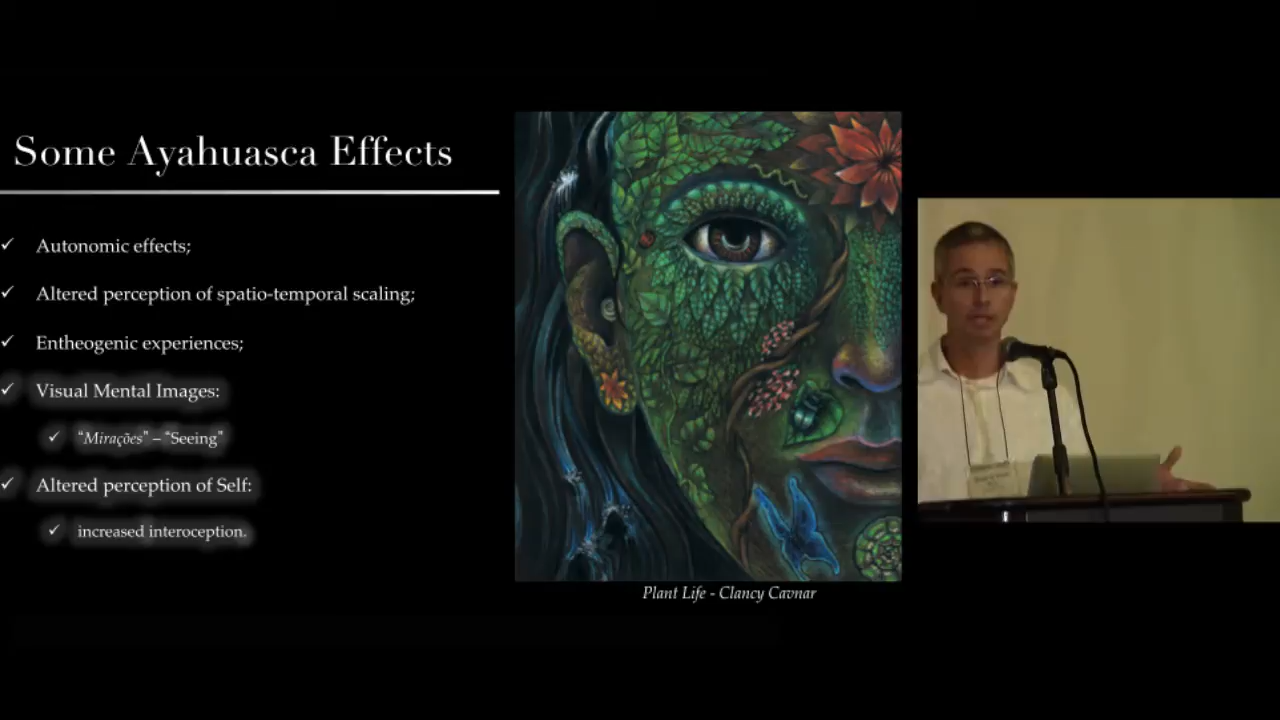 Some Ayahuasca Effects
✓ Autonomic effects;
✓ Altered perception of spatio-temporal scaling;
✓ Entheogenic experiences;
✓ Visual Mental Images:
✓ “Mirações” – “Seeing”
✓ Altered perception of Self:
✓ increased interoception.
Plant Life - Clancy Cavnar